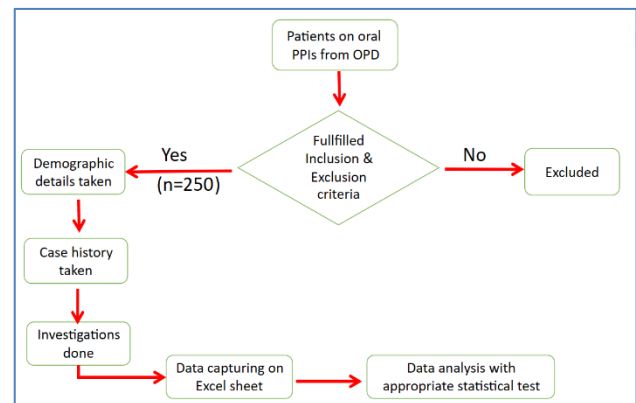 Patients on oral
PPIs from OPD
Fullfilled
Inclusion &
Exclusion
criteria
Yes
(n=250)
No
Excluded
Demographic
details taken
Case history
taken
Investigations
done
Data capturing on
Excel sheet
Data analysis with
appropriate statistical test